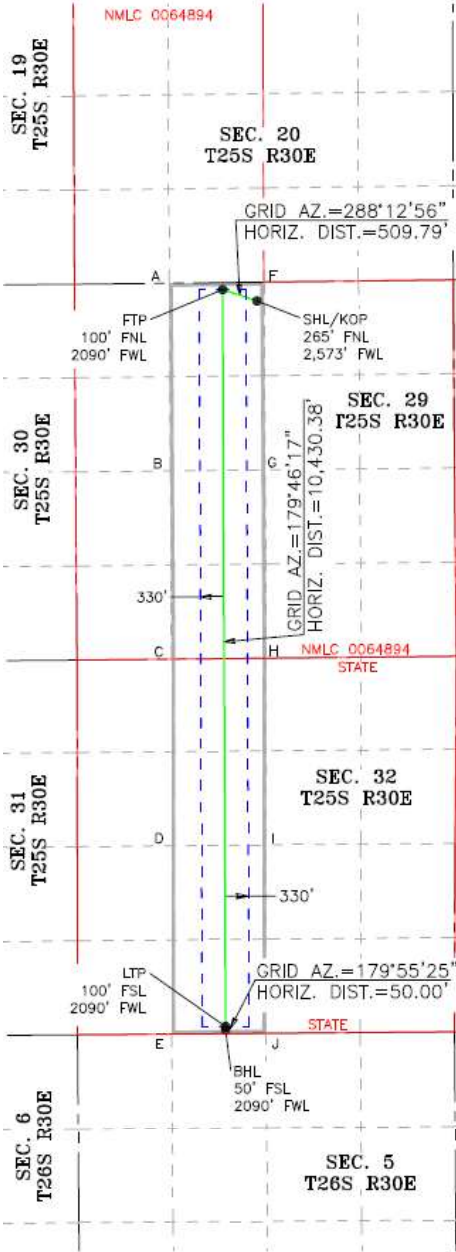 NMLC 0064894
SEC. 19
T25S R30E
SEC. 20
T25S R30E
GRID AZ.=288°12'56"
HORIZ. DIST.=509.79'
A
F
FTP
100' FNL
2090' FWL
SHL/KOP
265' FNL
2,573' FWL
SEC. 29
T25S R30E
SEC. 30
T25S R30E
B
G
GRID AZ.=179°46'17"
HORIZ. DIST.=10,430.38'
330'
C
H
NMLC 0064894
STATE
SEC. 31
T25S R30E
SEC. 32
T25S R30E
D
I
330'
LTP
100' FSL
2090' FWL
GRID AZ.=179°55'25"
HORIZ. DIST.=50.00'
STATE
E
J
BHL
50' FSL
2090' FWL
SEC. 6
T26S R30E
SEC. 5
T26S R30E